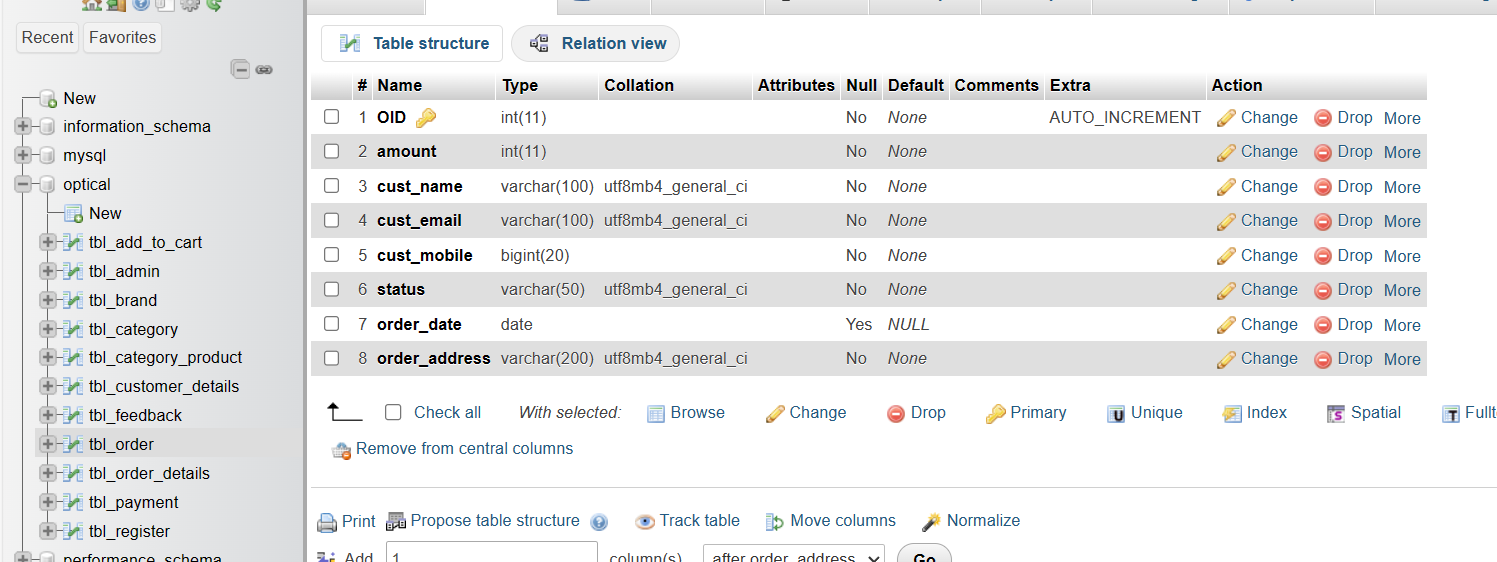 Recent Favorites
New
information_schema
mysql
optical
New
tbl_add_to_cart
tbl_admin
tbl_brand
tbl_category
tbl_category_product
tbl_customer_details
tbl_feedback
tbl_order
tbl_order_details
tbl_payment
tbl_register
performance_schema
Table structure Relation view
# Name Type Collation Attributes Null Default Comments Extra Action
1 OID int(11) No None AUTO_INCREMENT Change Drop More
2 amount int(11) No None Change Drop More
3 cust_name varchar(100) utf8mb4_general_ci No None Change Drop More
4 cust_email varchar(100) utf8mb4_general_ci No None Change Drop More
5 cust_mobile bigint(20) No None Change Drop More
6 status varchar(50) utf8mb4_general_ci No None Change Drop More
7 order_date date Yes NULL Change Drop More
8 order_address varchar(200) utf8mb4_general_ci No None Change Drop More
Check all With selected: Browse Change Drop Primary Unique Index Spatial Fullt
Remove from central columns
Print Propose table structure Track table Move columns Normalize
Add 1 column(s) after order_address Go